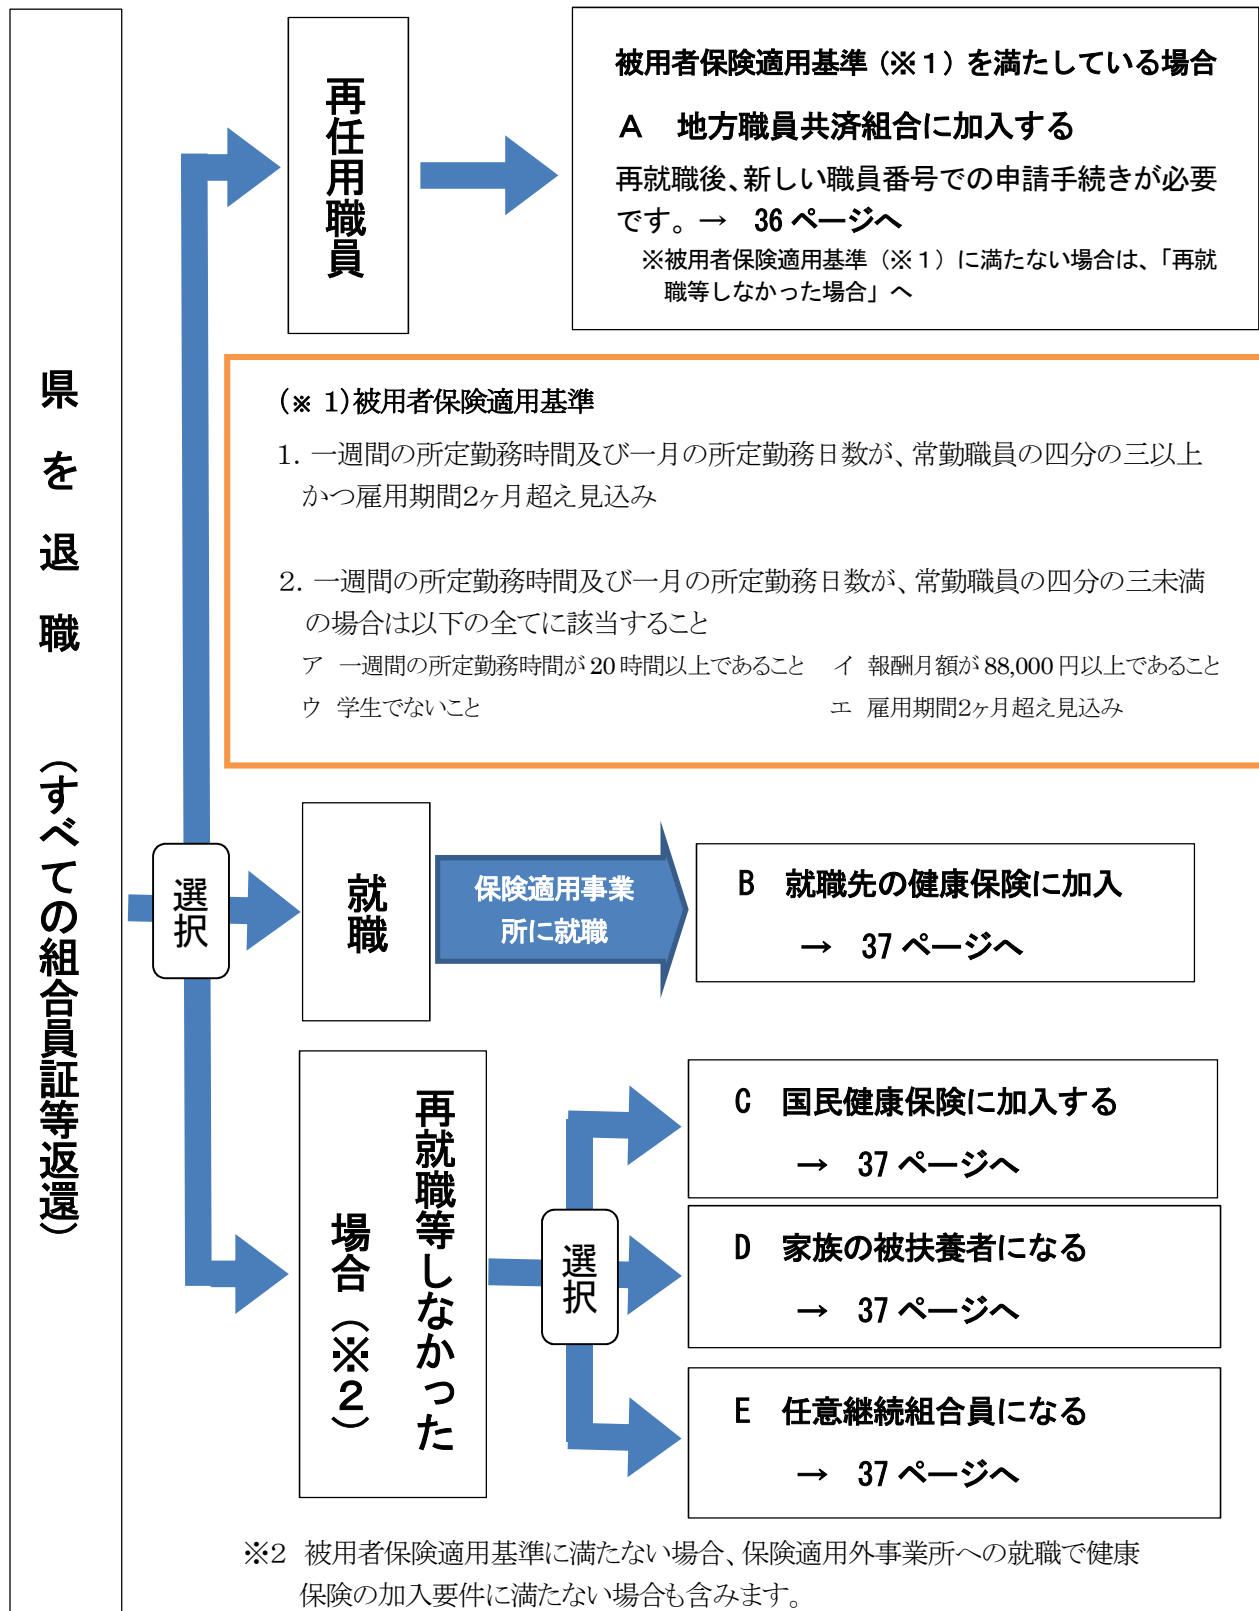 県を退職 （すべての組合員証等返還）
選択
再任用職員
被用者保険適用基準（※１）を満たしている場合
Ａ 地方職員共済組合に加入する
再就職後、新しい職員番号での申請手続きが必要
です。→ 36 ページへ
※被用者保険適用基準（※１）に満たない場合は、「再就
職等しなかった場合」へ
(※ 1)被用者保険適用基準
1. 一週間の所定勤務時間及び一月の所定勤務日数が、常勤職員の四分の三以上
かつ雇用期間2ヶ月超え見込み
2. 一週間の所定勤務時間及び一月の所定勤務日数が、常勤職員の四分の三未満
の場合は以下の全てに該当すること
ア 一週間の所定勤務時間が 20 時間以上であること イ 報酬月額が 88,000 円以上であること
ウ 学生でないこと エ 雇用期間2ヶ月超え見込み
就職
保険適用事業
所に就職
B 就職先の健康保険に加入
→ 37 ページへ
再就職等しなかった
場合（※２）
選択
C 国民健康保険に加入する
→ 37 ページへ
D 家族の被扶養者になる
→ 37 ページへ
E 任意継続組合員になる
→ 37 ページへ
※2 被用者保険適用基準に満たない場合、保険適用外事業所への就職で健康
保険の加入要件に満たない場合も含みます。